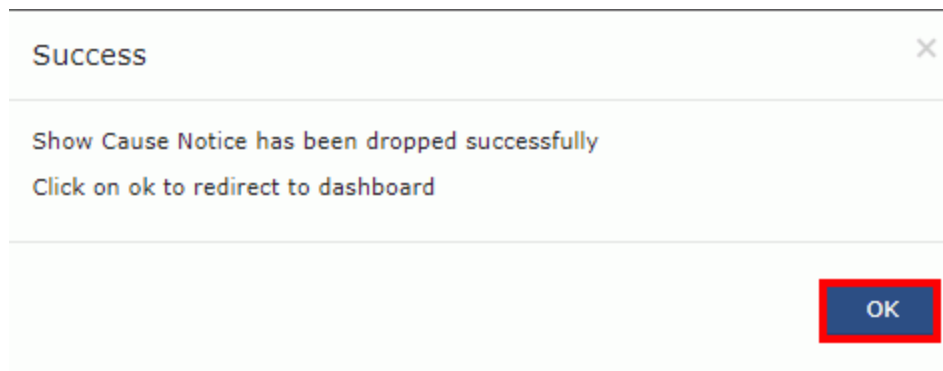 Success
Show Cause Notice has been dropped successfully
Click on ok to redirect to dashboard
OK